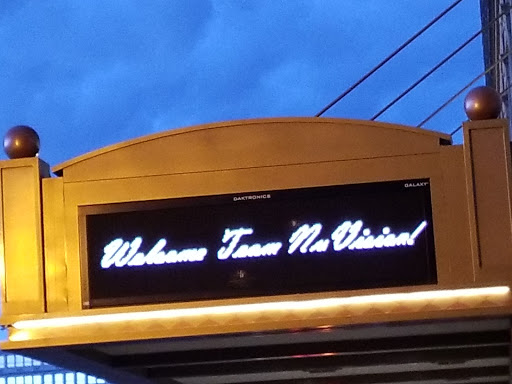 DAKTRONICS
GALAXY
Welcome Team NuVision!